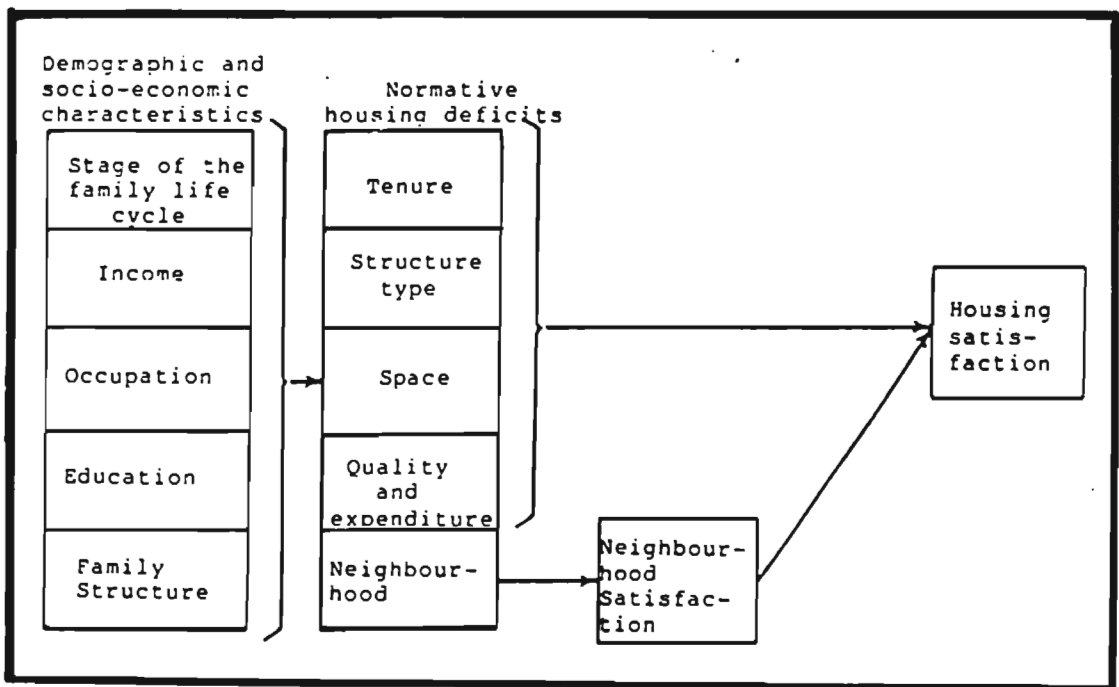 Demographic and
socio-economic
characteristics
Stage of the
family life
cycle
Income
Occupation
Education
Family
Structure
Normative
housing deficits
Tenure
Structure
type
Space
Quality
and
expenditure
Neighbour-
hood
Neighbour-
hood
Satisfac-
tion
Housing
satis-
faction